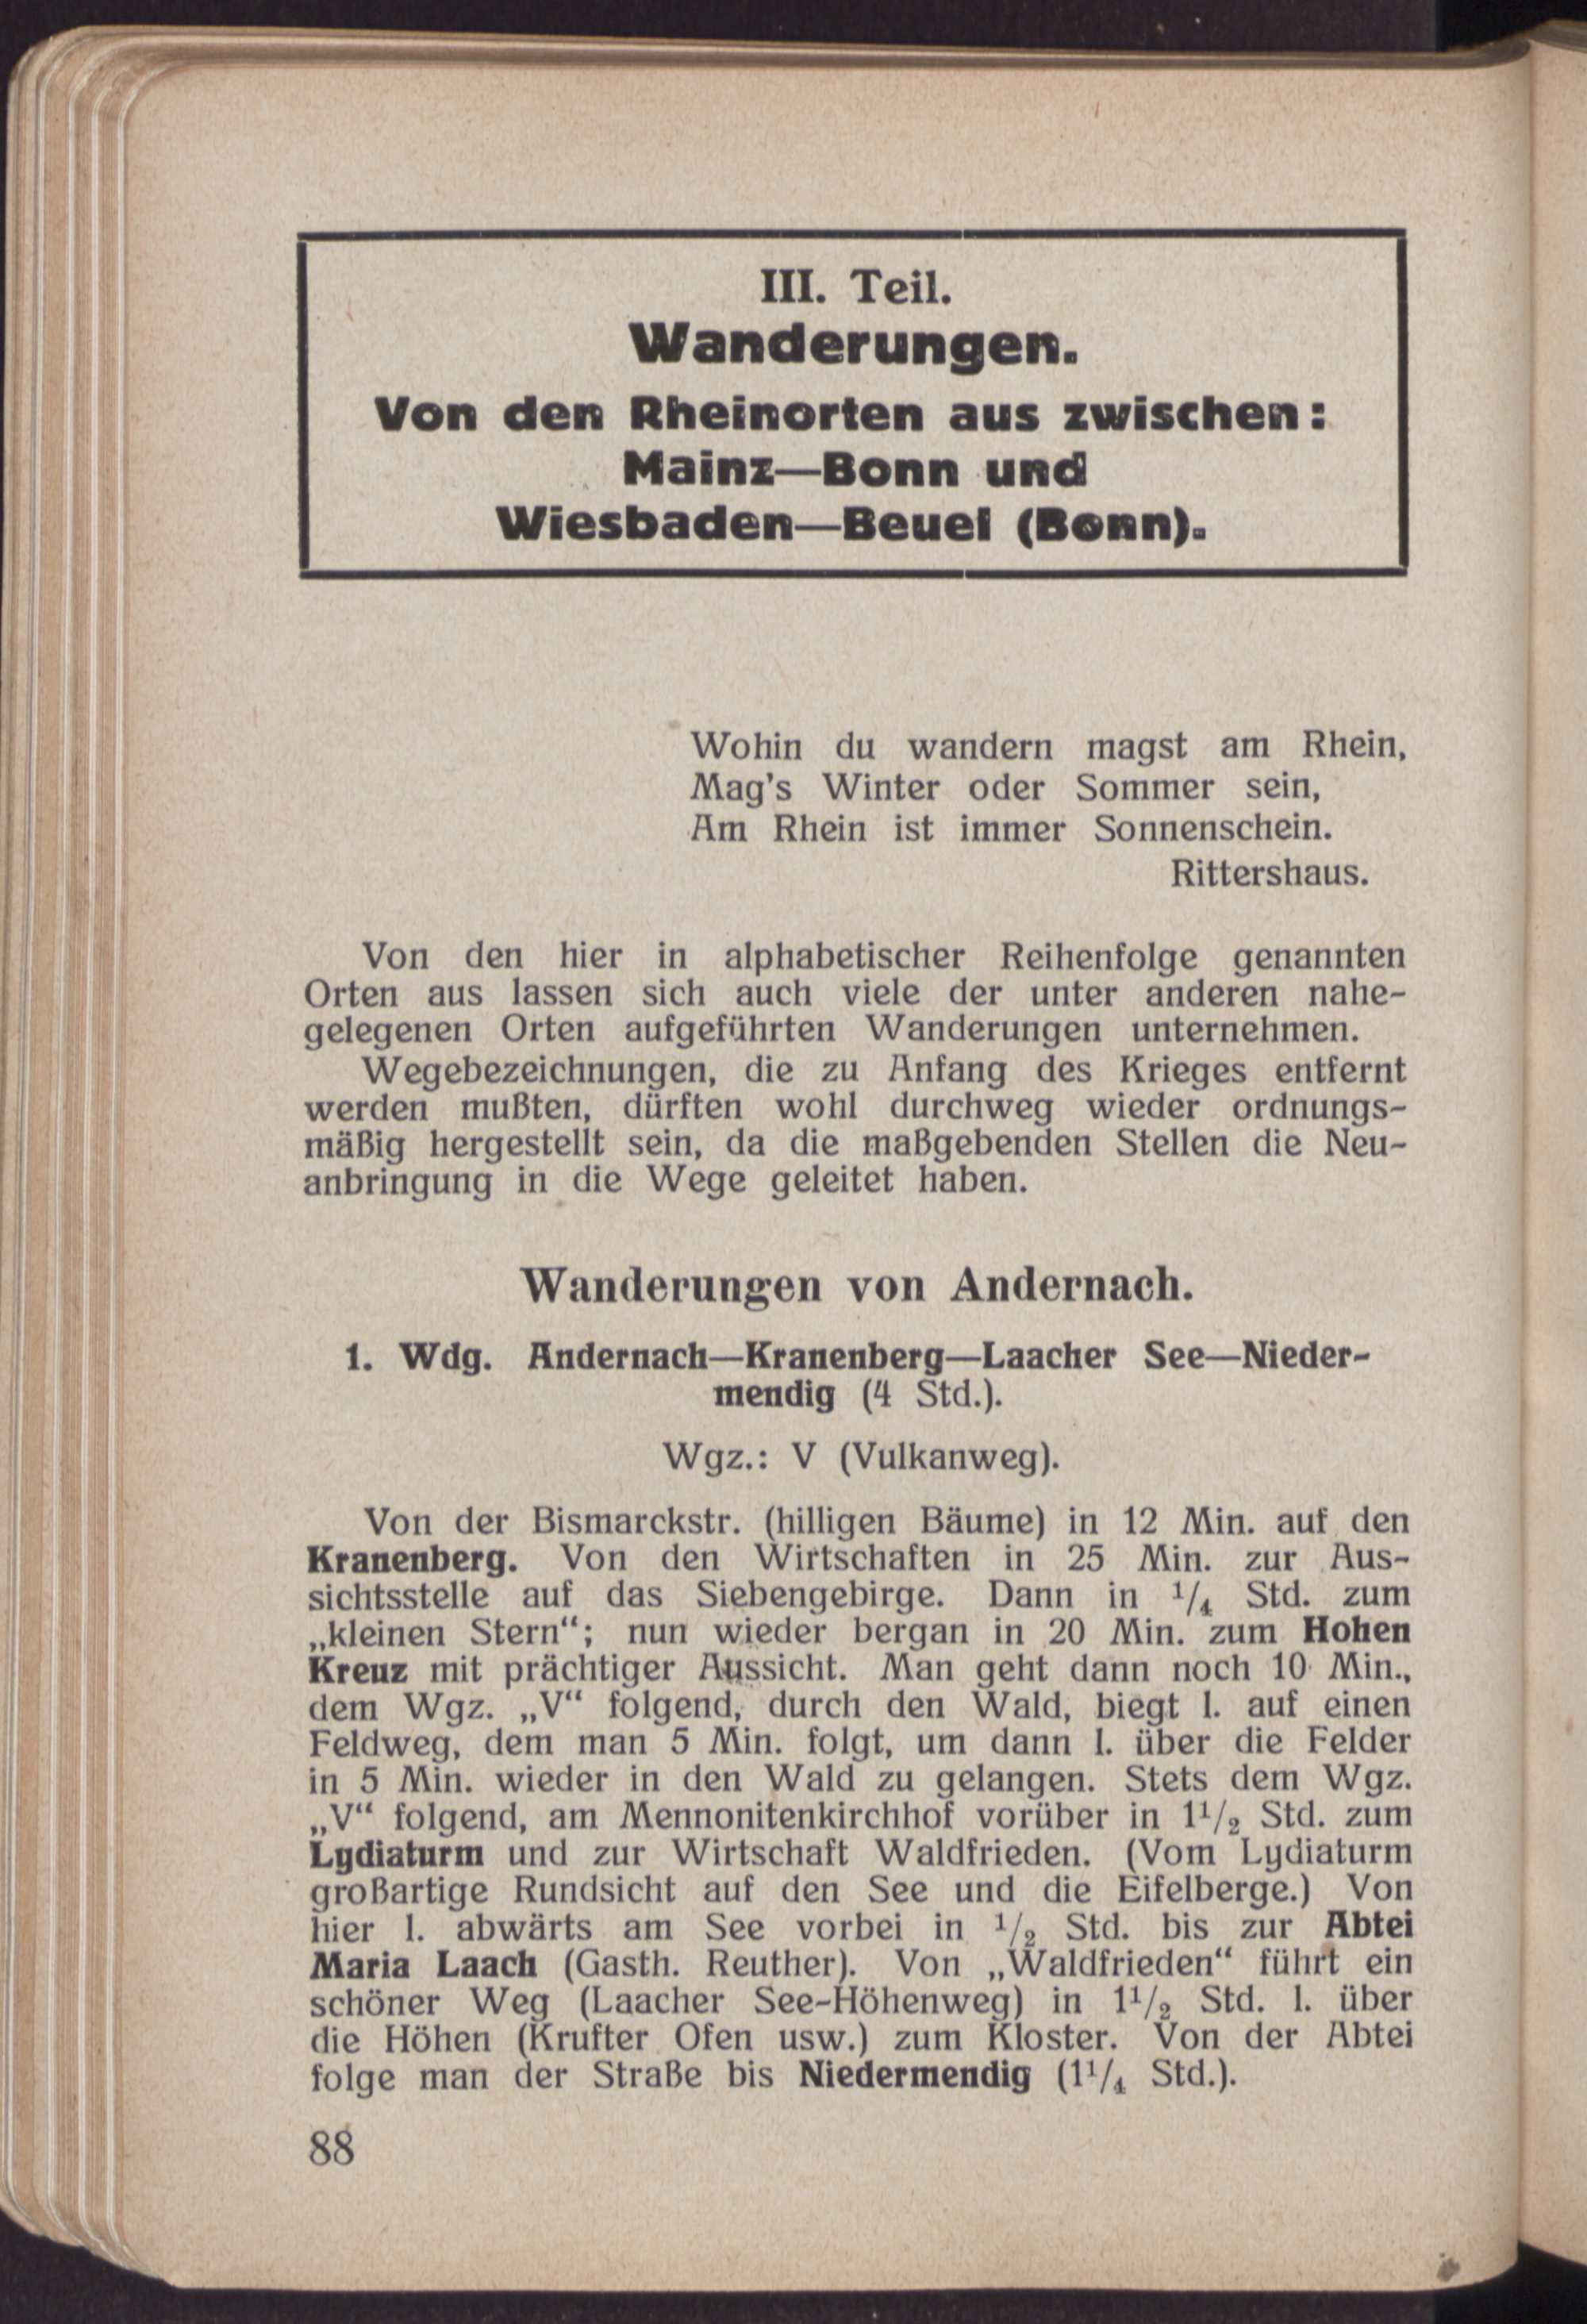 III. Teil.
Wanderungen.
Von den Rheinorten aus zwischen:
Mainz—Bonn und
Wiesbaden—Beuel (Bonn).
Wohin du wandern magst am Rhein,
Mag's Winter oder Sommer sein,
Am Rhein ist immer Sonnenschein.
Rittershaus.
Von den hier in alphabetischer Reihenfolge genannten
Orten aus lassen sich auch viele der unter anderen nahe-
gelegenen Orten aufgeführten Wanderungen unternehmen.
Wegebezeichnungen, die zu Anfang des Krieges entfernt
werden mußten, dürften wohl durchweg wieder ordnungs-
mäßig hergestellt sein, da die maßgebenden Stellen die Neu-
anbringung in die Wege geleitet haben.
Wanderungen von Andernach.
1. Wdg. Andernach—Kranenberg—Laacher See—Nieder-
mendig (4 Std.).
Wgz.: V (Vulkanweg).
Von der Bismarckstr. (hilligen Bäume) in 12 Min. auf den
Kranenberg. Von den Wirtschaften in 25 Min. zur Aus-
sichtsstelle auf das Siebengebirge. Dann in 1/4 Std. zum
„kleinen Stern“; nun wieder bergan in 20 Min. zum Hohen
Kreuz mit prächtiger Aussicht. Man geht dann noch 10 Min.,
dem Wgz. „V“ folgend, durch den Wald, biegt l. auf einen
Feldweg, dem man 5 Min. folgt, um dann l. über die Felder
in 5 Min. wieder in den Wald zu gelangen. Stets dem Wgz.
„V“ folgend, am Mennonitenkirchhof vorüber in 1 1/2 Std. zum
Lydiaturm und zur Wirtschaft Waldfrieden. (Vom Lydiaturm
großartige Rundsicht auf den See und die Eifelberge.) Von
hier l. abwärts am See vorbei in 1/2 Std. bis zur Abtei
Maria Laach (Gasth. Reuther). Von „Waldfrieden“ führt ein
schöner Weg (Laacher See-Höhenweg) in 1 1/2 Std. l. über
die Höhen (Krufter Ofen usw.) zum Kloster. Von der Abtei
folge man der Straße bis Niedermendig (1 1/4 Std.).
88